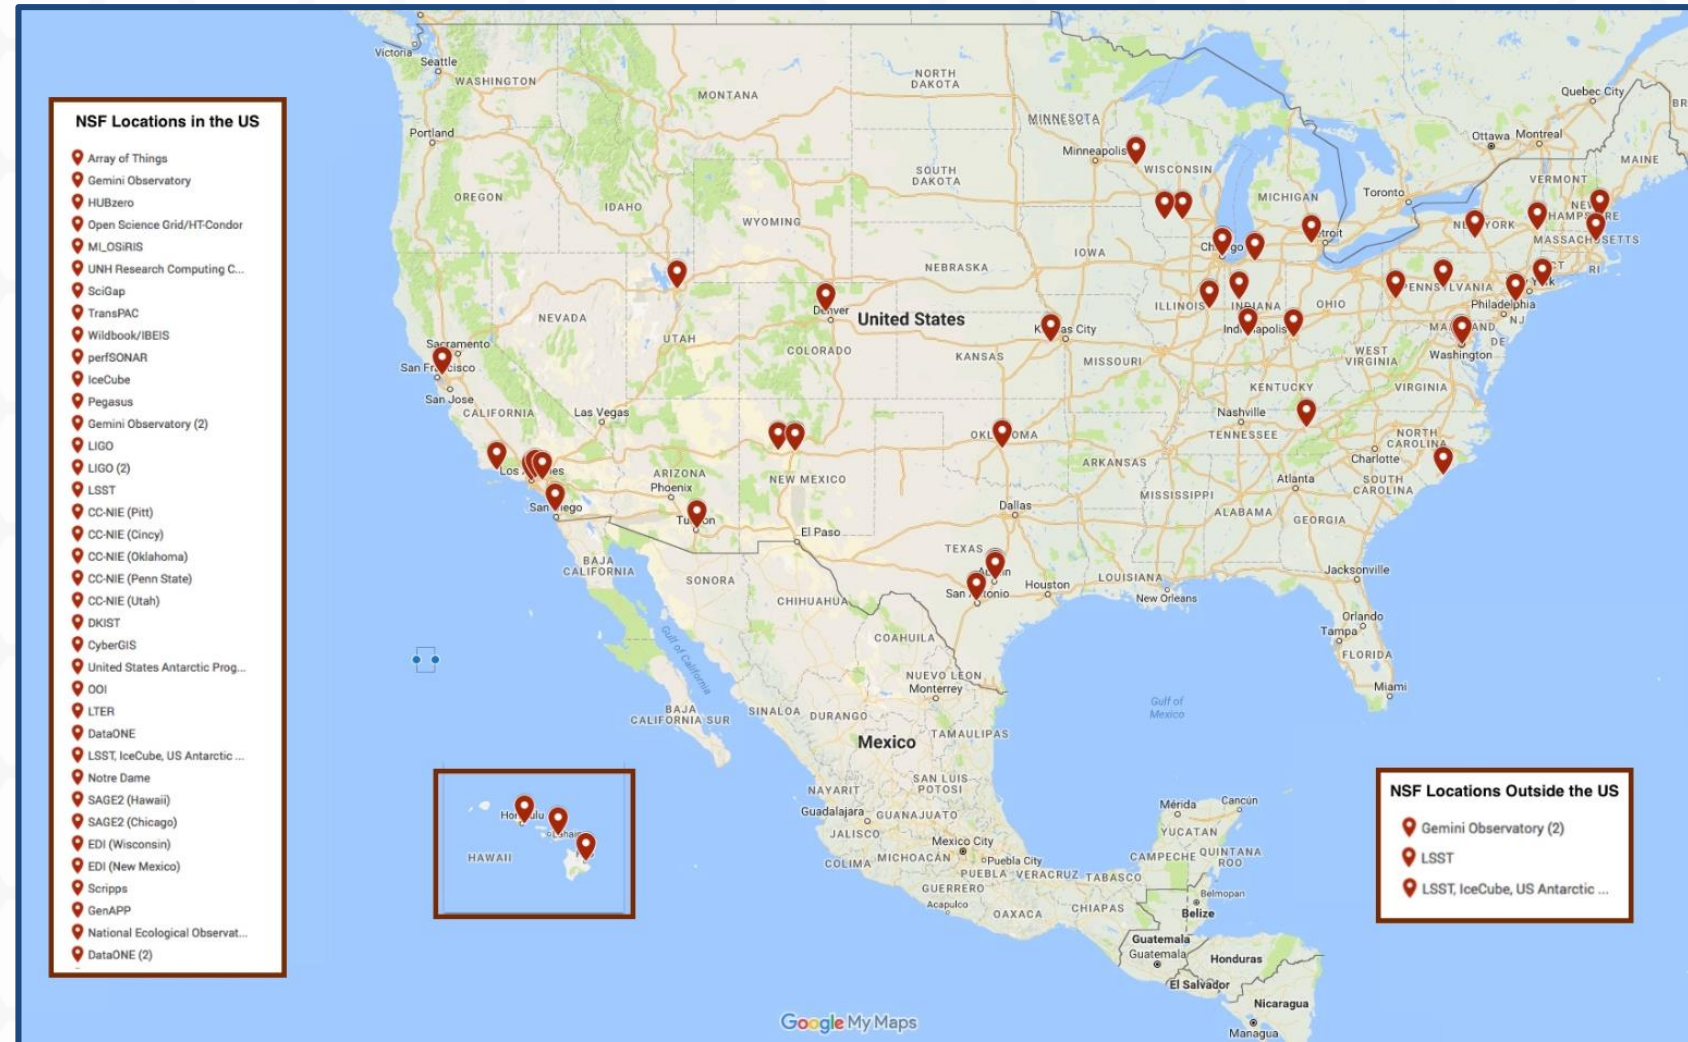 NSF Locations in the US
Array of Things
Gemini Observatory
HUBzero
Open Science Grid/HT-Condor
MI_OSiRIS
UNH Research Computing C...
SciGap
TransPAC
Wildbook/IBEIS
perfSONAR
IceCube
Pegasus
Gemini Observatory (2)
LIGO
LIGO (2)
LSST
CC-NIE (Pitt)
CC-NIE (Cincy)
CC-NIE (Oklahoma)
CC-NIE (Penn State)
CC-NIE (Utah)
DKIST
CyberGIS
United States Antarctic Prog...
OOI
LTER
DataONE
LSST, IceCube, US Antarctic ...
Notre Dame
SAGE2 (Hawaii)
SAGE2 (Chicago)
EDI (Wisconsin)
EDI (New Mexico)
Scripps
GenAPP
National Ecological Observat...
DataONE (2)
Victoria
Seattle
WASHINGTON
Portland
OREGON
IDAHO
MONTANA
NORTH
DAKOTA
SOUTH
DAKOTA
MINNESOTA
Minneapolis
WISCONSIN
MICHIGAN
Toronto
Ottawa
Montreal
Quebec City
MAINE
VERMONT
MASSACHUSETTS
RI
WYOMING
NEBRASKA
IOWA
ILLINOIS
INDIANA
OHIO
PENNSYLVANIA
Philadelphia
NJ
DE
Washington
WEST
VIRGINIA
VIRGINIA
NEVADA
UTAH
COLORADO
United States
KANSAS
MISSOURI
KENTUCKY
Sacramento
San Jose
CALIFORNIA
Las Vegas
ARIZONA
Phoenix
NEW MEXICO
El Paso
Nashville
TENNESSEE
NORTH
CAROLINA
Charlotte
SOUTH
CAROLINA
Atlanta
ARKANSAS
MISSISSIPPI
ALABAMA
GEORGIA
Dallas
TEXAS
Houston
LOUISIANA
New Orleans
Jacksonville
Orlando
Tampa
FLORIDA
Miami
BAJA
CALIFORNIA
SONORA
CHIHUAHUA
COAHUILA
Gulf of California
BAJA
CALIFORNIA SUR
SINALOA
DURANGO
NUEVO LEON
Monterrey
TAMAULIPAS
Gulf of
Mexico
Mexico
SAN LUIS
POTOSI
NAYARIT
Guadalajara
GUANAJUATO
JALISCO
Mexico City
COLIMA
MICHOACÁN
Puebla City
PUEBLA
VERACRUZ
TABASCO
GUERRERO
Acapulco
OAXACA
CHIAPAS
Mérida
Cancún
YUCATAN
CAMPECHE
QUINTANA
ROO
Belmopan
Belize
Guatemala
Guatemala
Honduras
El Salvador
Nicaragua
Managua
HAWAII
NSF Locations Outside the US
Gemini Observatory (2)
LSST
LSST, IceCube, US Antarctic ...
Google My Maps